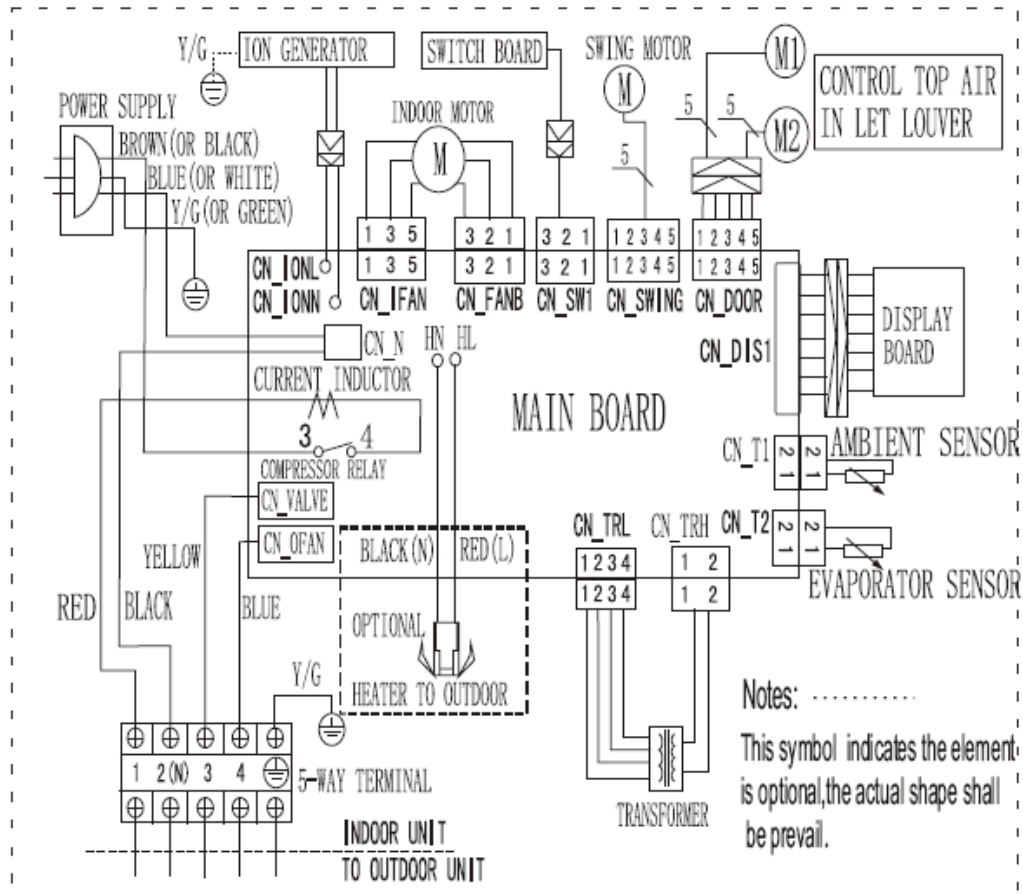 Y/G
ION GENERATOR
SWITCH BOARD
SWING MOTOR
M
M1
M2
CONTROL TOP AIR
IN LET LOUVER
POWER SUPPLY
BROWN(OR BLACK)
BLUE(OR WHITE)
Y/G(OR GREEN)
INDOOR MOTOR
M
5
5
5
1 3 5
3 2 1
3 2 1
1 2 3 4 5
1 2 3 4 5
1 3 5
3 2 1
3 2 1
1 2 3 4 5
1 2 3 4 5
CN_IONL
CN_IONN
CN_IFAN
CN_FANB
CN_SW1
CN_SWING
CN_DOOR
CN_N
HN HL
CN_DIS1
DISPLAY
BOARD
CURRENT INDUCTOR
3 4
COMPRESSOR RELAY
MAIN BOARD
CN_T1
2 1
2 1
AMBIENT SENSOR
CN_VALVE
CN_OFAN
BLACK(N)
RED(L)
CN_TRL
CN_TRH
CN_T2
2 1
2 1
EVAPORATOR SENSOR
1 2 3 4
1 2
1 2 3 4
1 2
YELLOW
RED
BLACK
BLUE
OPTIONAL
HEATER TO OUTDOOR
Y/G
1 2(N) 3 4
5-WAY TERMINAL
TRANSFORMER
INDOOR UNIT
TO OUTDOOR UNIT
Notes:
This symbol indicates the element
is optional,the actual shape shall
be prevail.